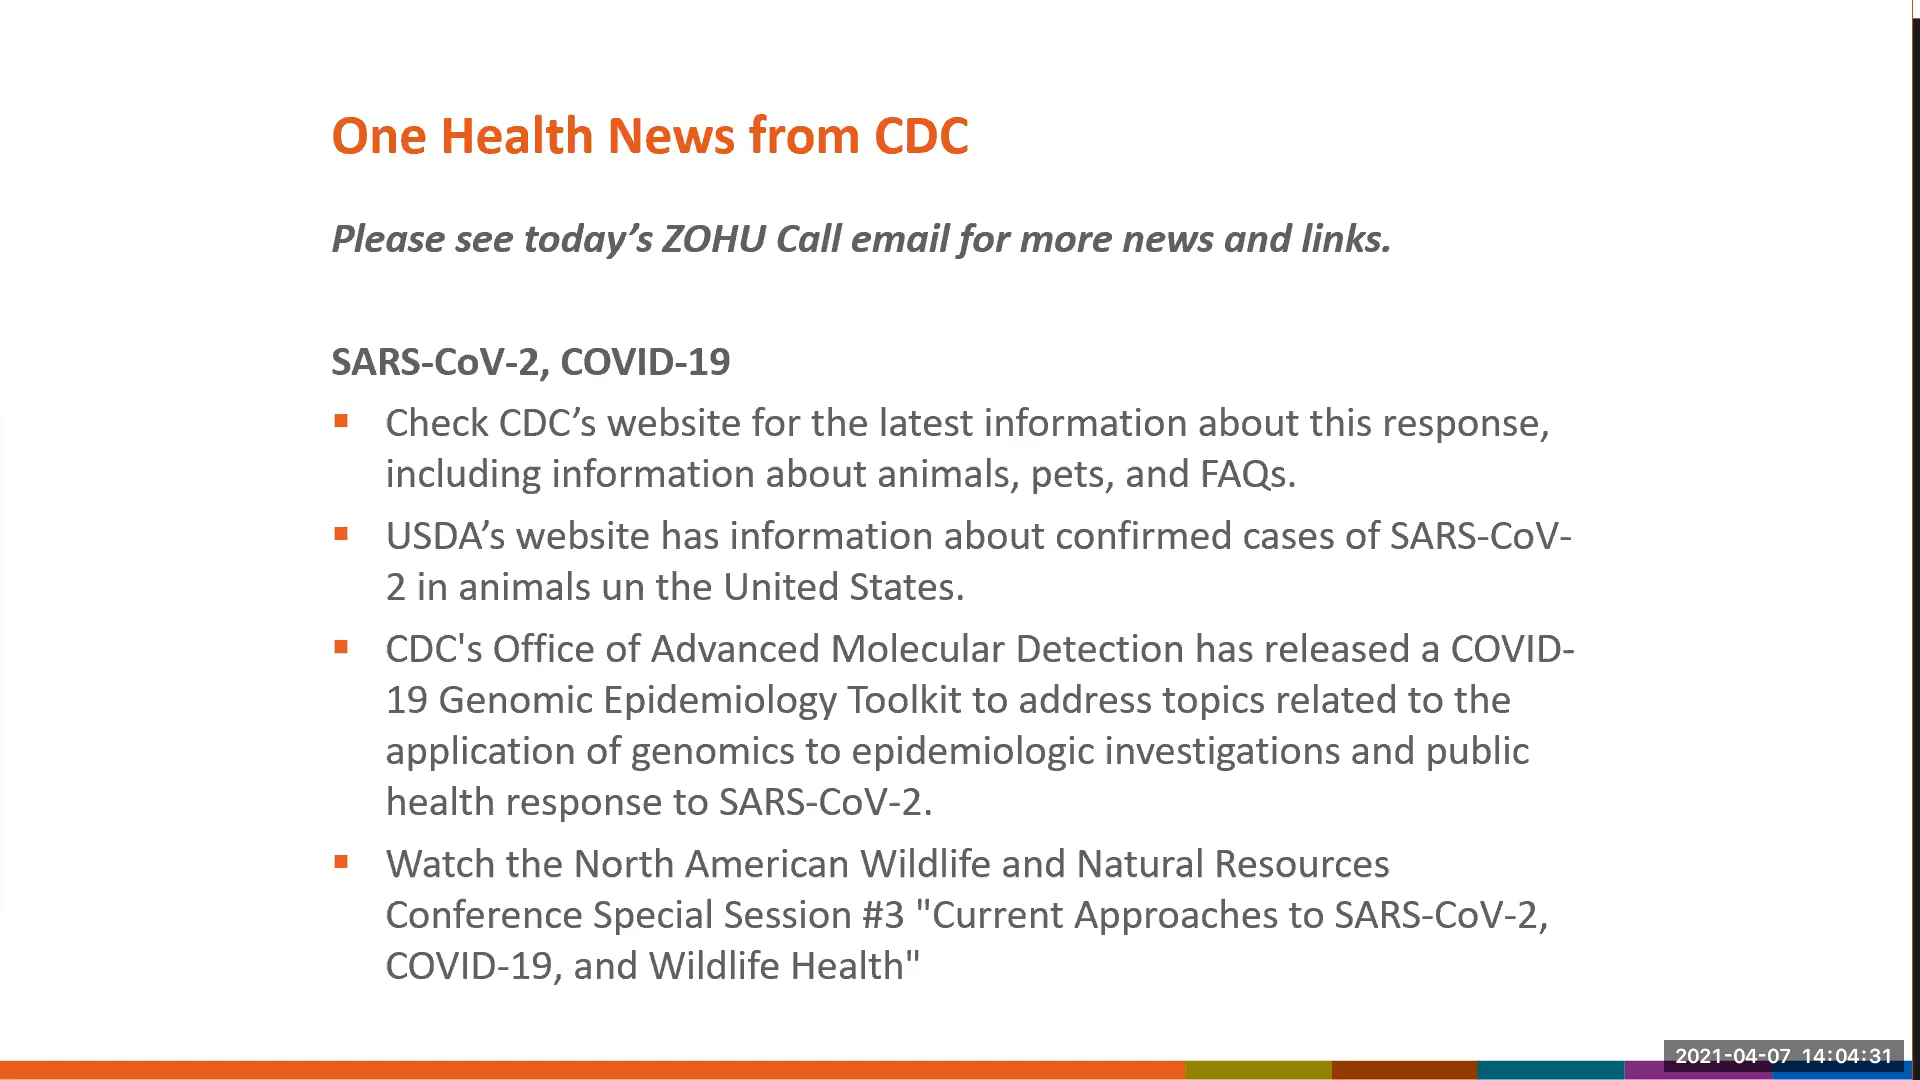 One Health News from CDC
Please see today’s ZOHU Call email for more news and links.
SARS-CoV-2, COVID-19
▪ Check CDC’s website for the latest information about this response,
including information about animals, pets, and FAQs.
▪ USDA’s website has information about confirmed cases of SARS-CoV-
2 in animals un the United States.
▪ CDC's Office of Advanced Molecular Detection has released a COVID-
19 Genomic Epidemiology Toolkit to address topics related to the
application of genomics to epidemiologic investigations and public
health response to SARS-CoV-2.
▪ Watch the North American Wildlife and Natural Resources
Conference Special Session #3 "Current Approaches to SARS-CoV-2,
COVID-19, and Wildlife Health"
2021-04-07 14:04:31